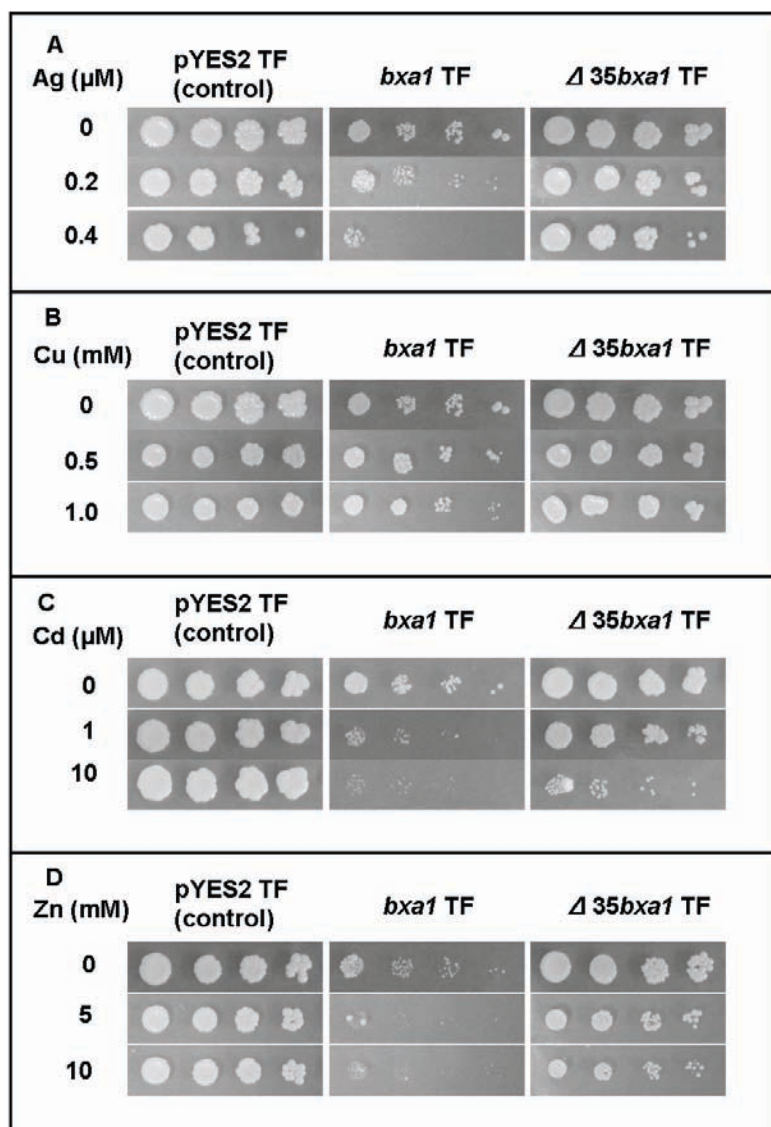 A
Ag (µM)
pYES2 TF
(control)
bxa1 TF
Δ 35bxa1 TF
0
0.2
0.4
B
Cu (mM)
pYES2 TF
(control)
bxa1 TF
Δ 35bxa1 TF
0
0.5
1.0
C
Cd (µM)
pYES2 TF
(control)
bxa1 TF
Δ 35bxa1 TF
0
1
10
D
Zn (mM)
pYES2 TF
(control)
bxa1 TF
Δ 35bxa1 TF
0
5
10